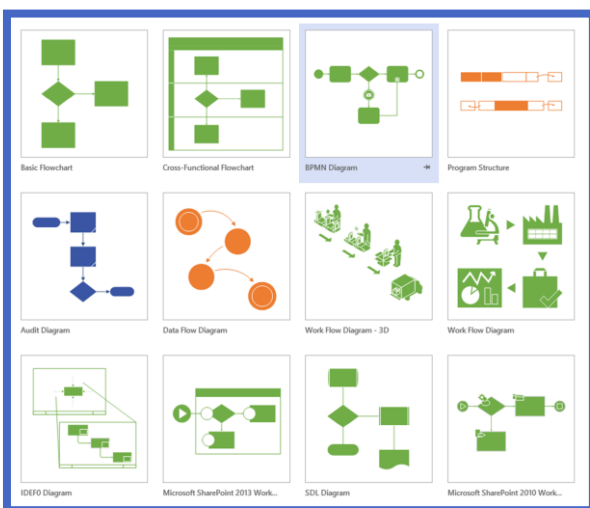 Basic Flowchart
Cross-Functional Flowchart
BPMN Diagram
Program Structure
Audit Diagram
Data Flow Diagram
Work Flow Diagram - 3D
Work Flow Diagram
IDEF0 Diagram
Microsoft SharePoint 2013 Work...
SDL Diagram
Microsoft SharePoint 2010 Work...